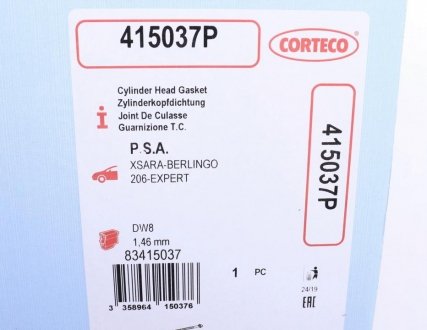 415037P
CORTECO
Cylinder Head Gasket
Zylinderkopfdichtung
Joint De Culasse
Guarnizione T.C.
P.S.A.
XSARA-BERLINGO
206-EXPERT
415037P
DW8
1,46 mm
83415037
1 PC
24/19
EAC
3 358964 150376